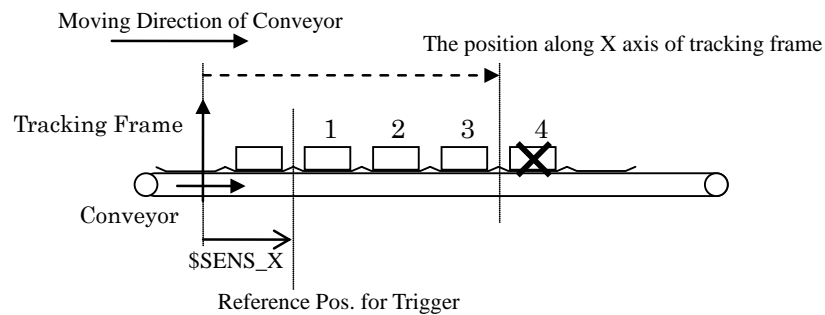 Moving Direction of Conveyor
The position along X axis of tracking frame
Tracking Frame
1 2 3 4
Conveyor
$SENS_X
Reference Pos. for Trigger